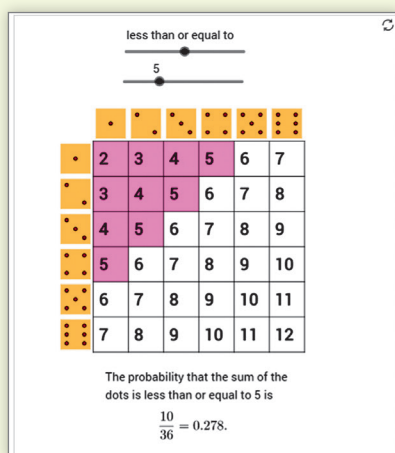 less than or equal to
5
2 3 4 5 6 7
3 4 5 6 7 8
4 5 6 7 8 9
5 6 7 8 9 10
6 7 8 9 10 11
7 8 9 10 11 12
The probability that the sum of the
dots is less than or equal to 5 is
10/36 = 0.278.